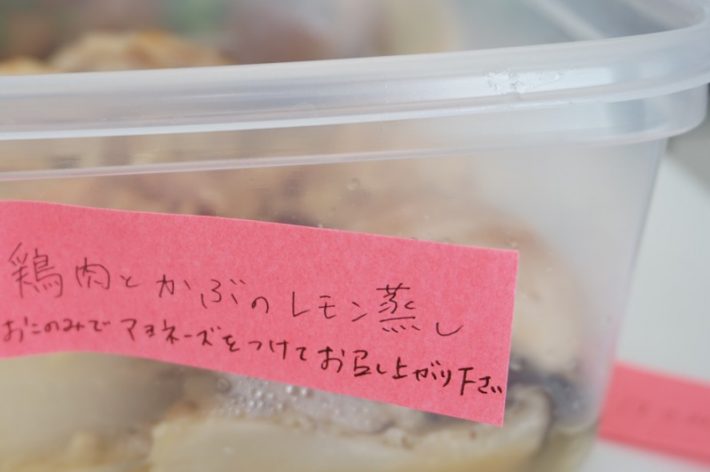 鶏肉とかぶのレモン蒸し
おこのみでマヨネーズをつけてお召し上がり下さい